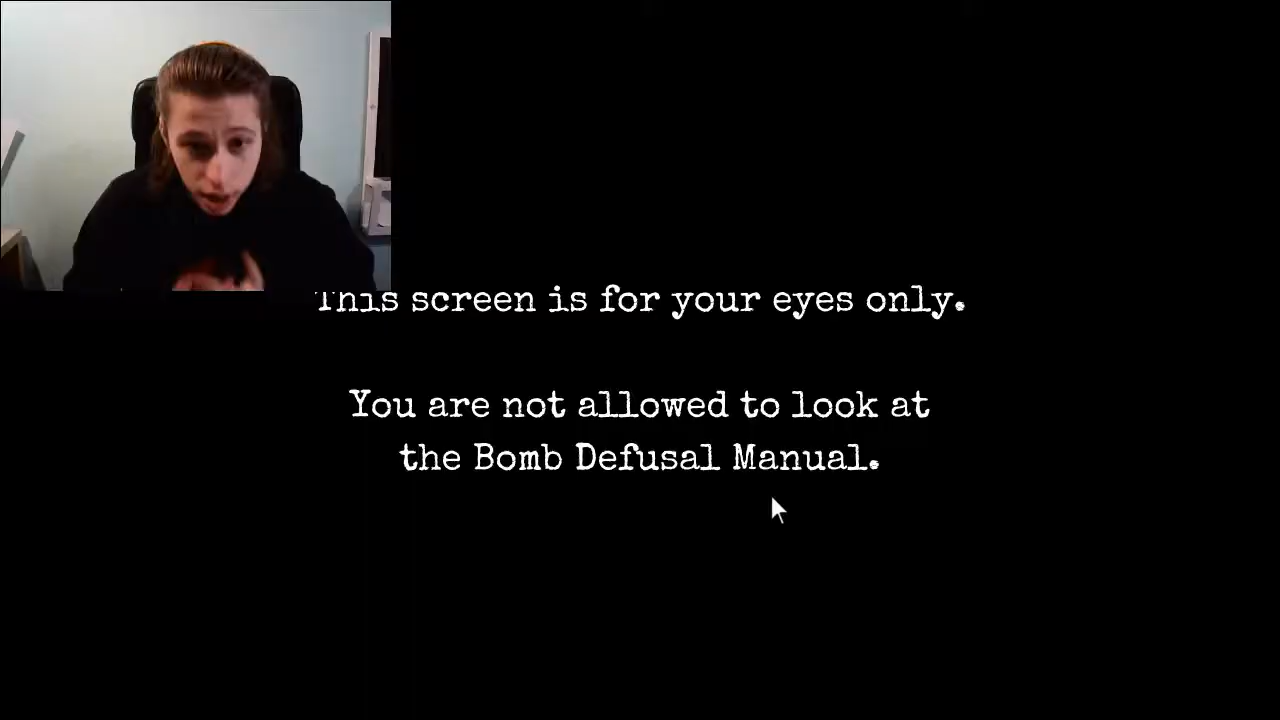 This screen is for your eyes only.
You are not allowed to look at
the Bomb Defusal Manual.